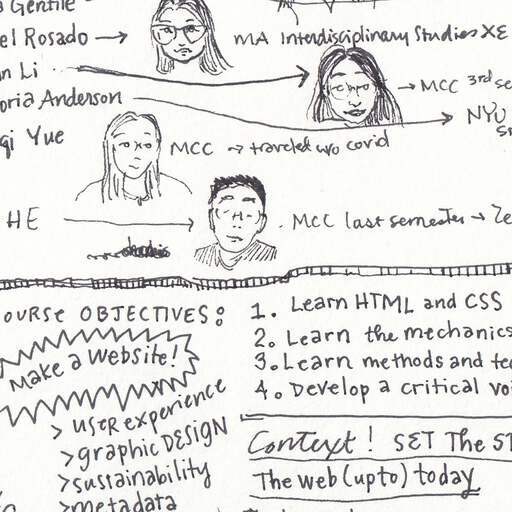 Gentile
el Rosado →
MA Interdisciplinary Studies XE
n Li
→ MCC 3rd se
oria Anderson
NYU
qi Yue
MCC → traveled w/o covid
HE
. MCC last semester → Ze
OURSE OBJECTIVES:
Make a Website!
> user experience
> graphic DESIGN
> sustainability
> metadata
1. Learn HTML and CSS
2. Learn the mechanics
3. Learn methods and te
4. Develop a critical voi
Context! SET The ST
The web (upto) today